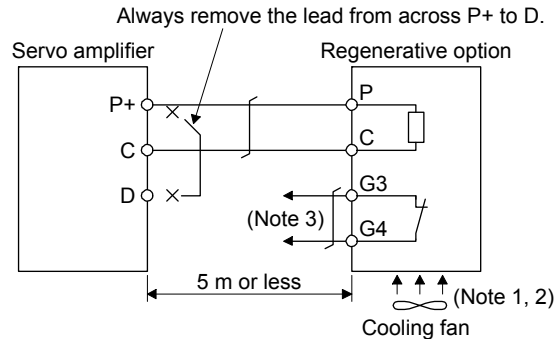 Always remove the lead from across P+ to D.
Servo amplifier
Regenerative option
P+
P
C
C
D
G3
(Note 3)
G4
5 m or less
(Note 1, 2)
Cooling fan